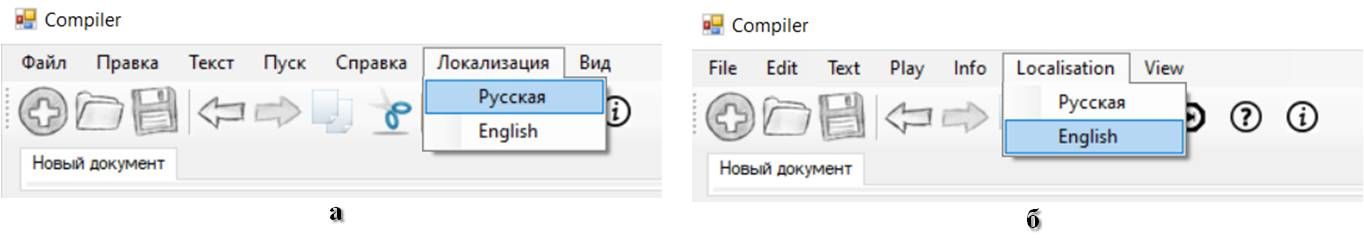 Compiler
Файл Правка Текст Пуск Справка Локализация Вид
Русская
English
Новый документ
а
Compiler
File Edit Text Play Info Localisation View
Русская
English
Новый документ
б